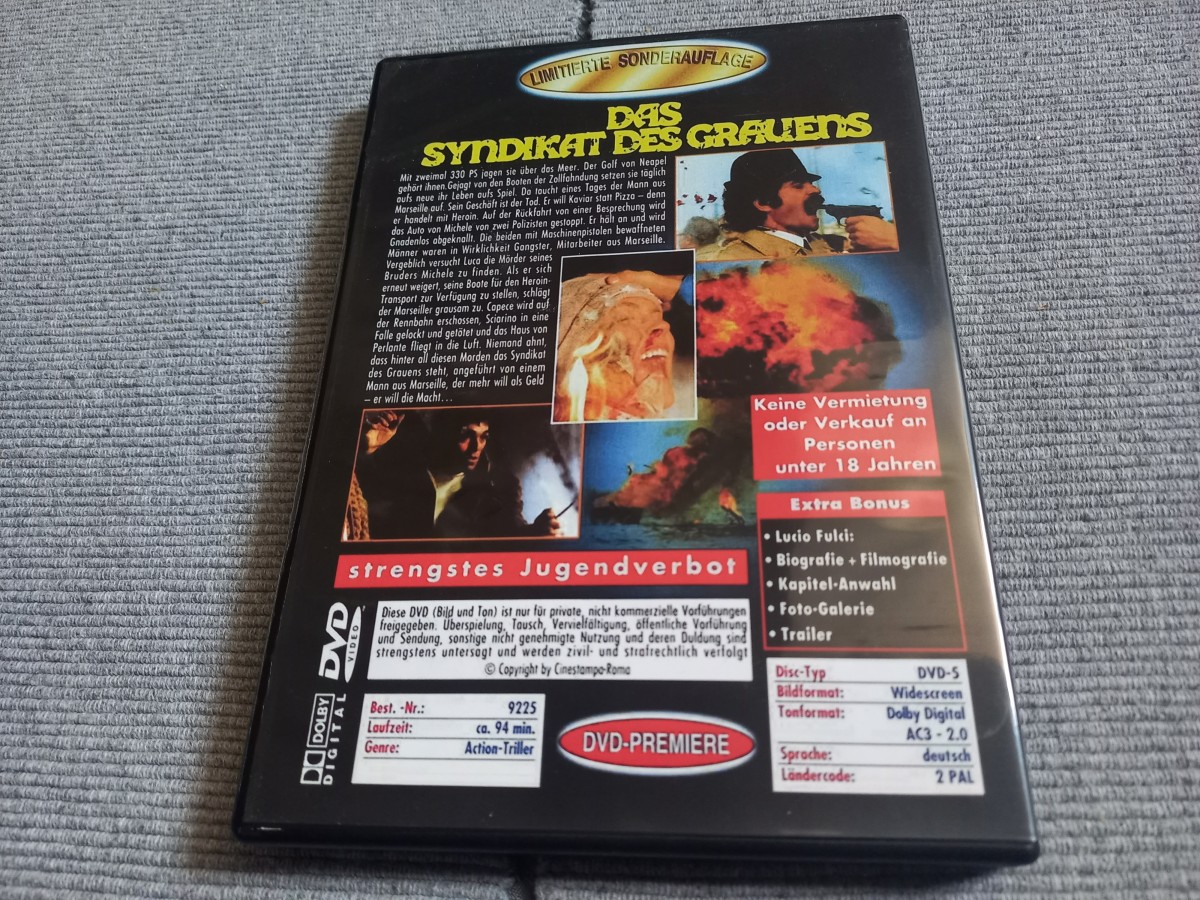 LIMITIERTE SONDERAUFLAGE
DAS
SYNDIKAT DES GRAUENS
Mit zweimal 330 PS jagen sie über das Meer. Der Golf von Neapel
gehört ihnen.Gejagt von den Booten der Zollfahndung setzen sie täglich
aufs neue ihr Leben aufs Spiel. Da taucht eines Tages der Mann aus
Marseille auf. Sein Geschäft ist der Tod. Er will Kaviar statt Pizza – denn
er handelt mit Heroin. Auf der Rückfahrt von einer Besprechung wird
das Auto von Michele von zwei Polizisten gestoppt. Er hält an und wird
Gnadenlos abgeknallt. Die beiden mit Maschinenpistolen bewaffneten
Männer waren in Wirklichkeit Gangster, Mitarbeiter aus Marseille.
Vergeblich versucht Luca die Mörder seines
Bruders Michele zu finden. Als er sich
erneut weigert, seine Boote für den Heroin-
Transport zur Verfügung zu stellen, schlägt
der Marseiller grausam zu. Capece wird auf
der Rennbahn erschossen, Sciarino in eine
Falle gelockt und getötet und das Haus von
Perlante fliegt in die Luft. Niemand ahnt,
dass hinter all diesen Morden das Syndikat
des Grauens steht, angeführt von einem
Mann aus Marseille, der mehr will als Geld
– er will die Macht...
Keine Vermietung
oder Verkauf an
Personen
unter 18 Jahren
Extra Bonus
• Lucio Fulci:
• Biografie + Filmografie
• Kapitel-Anwahl
• Foto-Galerie
• Trailer
strengstes Jugendverbot
DVD
VIDEO
Diese DVD (Bild und Ton) ist nur für private, nicht kommerzielle Vorführungen
freigegeben. Überspielung, Tausch, Vervielfältigung, öffentliche Vorführung
und Sendung, sonstige nicht genehmigte Nutzung und deren Duldung sind
strengstens untersagt und werden zivil- und strafrechtlich verfolgt
© Copyright by Cinestampa-Roma
DOLBY
DIGITAL
Best. -Nr.: 9225
Laufzeit: ca. 94 min.
Genre: Action-Triller
DVD-PREMIERE
Disc-Typ DVD-5
Bildformat: Widescreen
Tonformat: Dolby Digital
AC3 - 2.0
Sprache: deutsch
Ländercode: 2 PAL